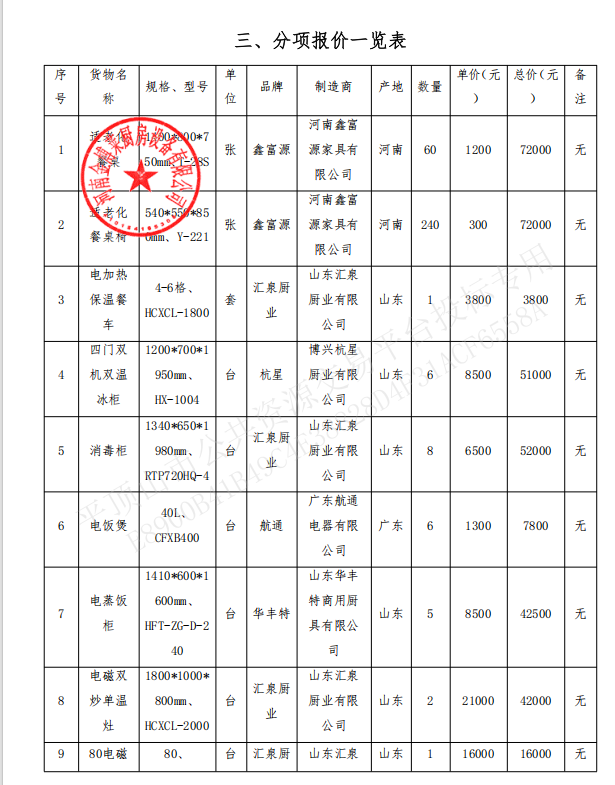 三、分项报价一览表
序号 货物名称 规格、型号 单位 品牌 制造商 产地 数量 单价(元) 总价(元) 备注
1 适老化餐桌 张 鑫富源 河南鑫富源家具有限公司 河南 60 1200 72000 无
2 适老化餐桌椅 540*550*850mm、Y-221 张 鑫富源 河南鑫富源家具有限公司 河南 240 300 72000 无
3 电加热保温餐车 4-6格、HCXCL-1800 套 汇泉厨业 山东汇泉厨业有限公司 山东 1 3800 3800 无
4 四门双机双温冰柜 1200*700*1950mm、HX-1004 台 杭星 博兴杭星厨业有限公司 山东 6 8500 51000 无
5 消毒柜 1340*650*1980mm、RTP720HQ-4 台 汇泉厨业 山东汇泉厨业有限公司 山东 8 6500 52000 无
6 电饭煲 40L、CFXB400 台 航通 广东航通电器有限公司 广东 6 1300 7800 无
7 电蒸饭柜 1410*600*1600mm、HFT-ZG-D-240 台 华丰特 山东华丰特商用厨具有限公司 山东 5 8500 42500 无
8 电磁双炒单温灶 1800*1000*800mm、HCXCL-2000 台 汇泉厨业 山东汇泉厨业有限公司 山东 2 21000 42000 无
9 80电磁 80、 台 汇泉厨 山东汇泉 山东 1 16000 16000 无
平顶山市公共资源交易平台投标专用